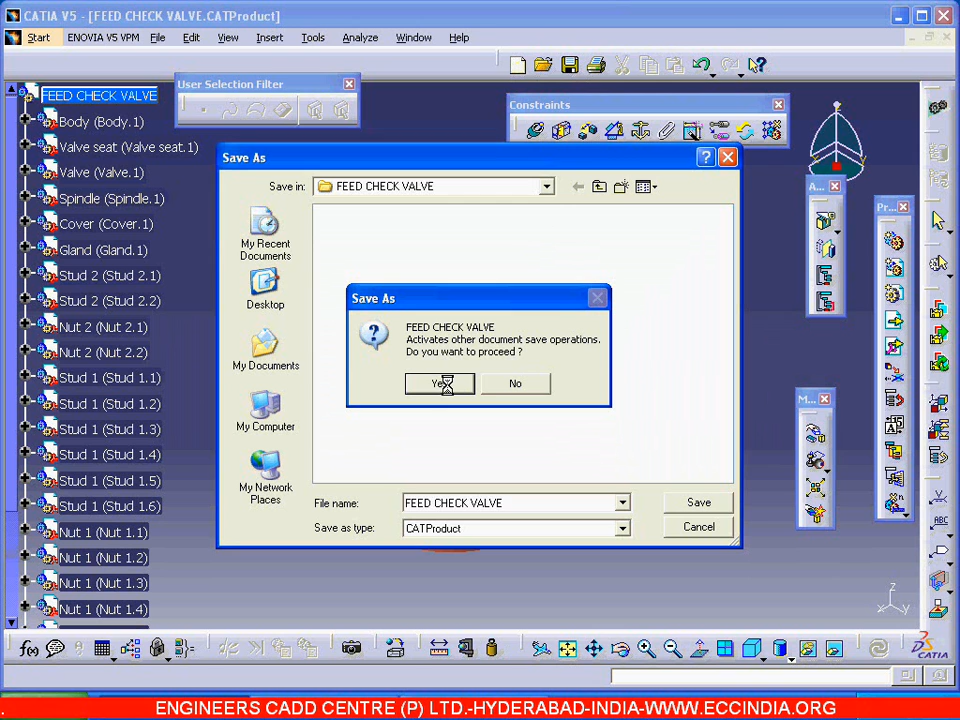 CATIA V5 - [FEED CHECK VALVE.CATProduct]
Start ENOVIA V5 VPM File Edit View Insert Tools Analyze Window Help
User Selection Filter
Constraints
FEED CHECK VALVE
Body (Body.1)
Valve seat (Valve seat.1)
Valve (Valve.1)
Spindle (Spindle.1)
Cover (Cover.1)
Gland (Gland.1)
Stud 2 (Stud 2.1)
Stud 2 (Stud 2.2)
Nut 2 (Nut 2.1)
Nut 2 (Nut 2.2)
Stud 1 (Stud 1.1)
Stud 1 (Stud 1.2)
Stud 1 (Stud 1.3)
Stud 1 (Stud 1.4)
Stud 1 (Stud 1.5)
Stud 1 (Stud 1.6)
Nut 1 (Nut 1.1)
Nut 1 (Nut 1.2)
Nut 1 (Nut 1.3)
Nut 1 (Nut 1.4)
Save As
Save in: FEED CHECK VALVE
My Recent
Documents
Desktop
My Documents
My Computer
My Network
Places
Save As
FEED CHECK VALVE
Activates other document save operations.
Do you want to proceed ?
Yes No
File name: FEED CHECK VALVE Save
Save as type: CATProduct Cancel
A...
Pr...
M...
ABC
z
y
f(x)
CATIA
ENGINEERS CADD CENTRE (P) LTD.-HYDERABAD-INDIA-WWW.ECCINDIA.ORG